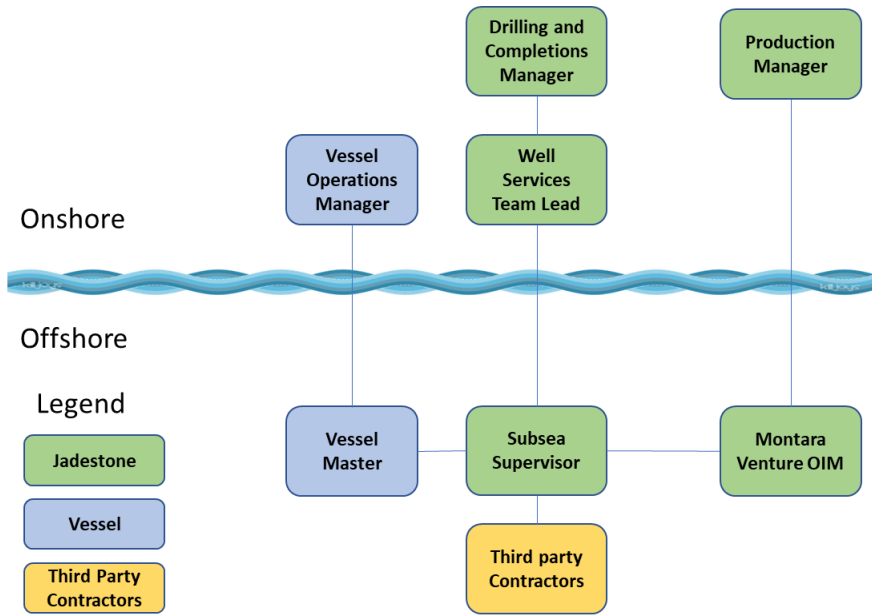 Drilling and
Completions
Manager
Production
Manager
Vessel
Operations
Manager
Well
Services
Team Lead
Onshore
Offshore
Legend
Jadestone
Vessel
Third Party
Contractors
Vessel
Master
Subsea
Supervisor
Montara
Venture OIM
Third party
Contractors